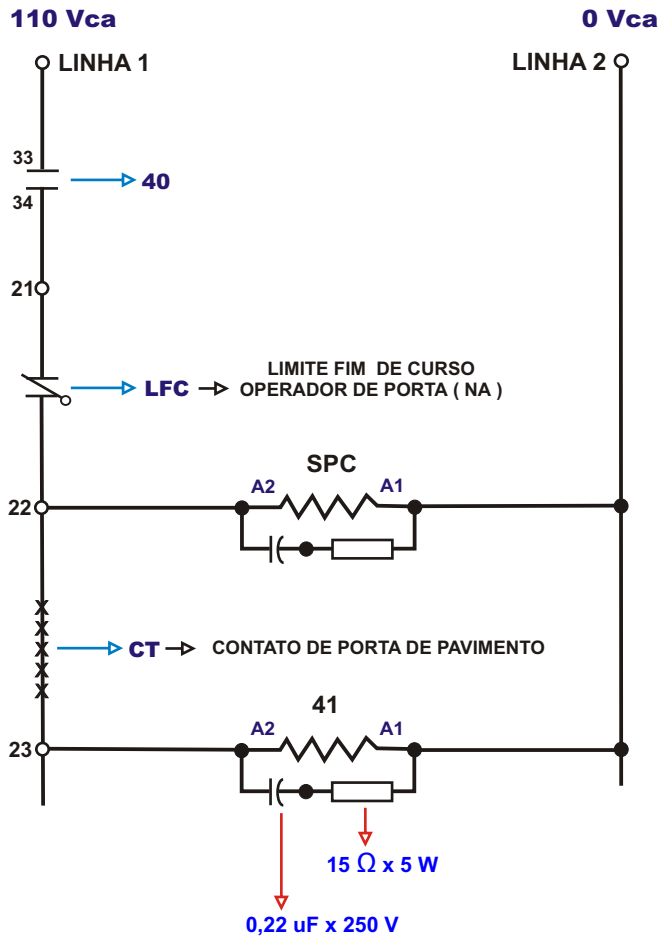 110 Vca
0 Vca
LINHA 1
LINHA 2
33
40
34
21
LIMITE FIM DE CURSO
LFC
OPERADOR DE PORTA ( NA )
SPC
A2
A1
22
X
X
X
X
X
CT
CONTATO DE PORTA DE PAVIMENTO
41
A2
A1
23
15 Ω x 5 W
0,22 uF x 250 V